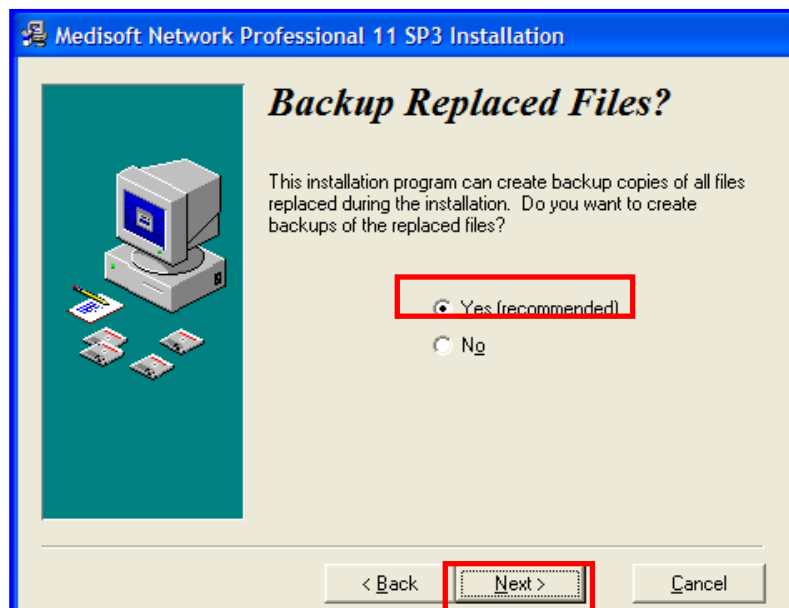 Medisoft Network Professional 11 SP3 Installation
Backup Replaced Files?
This installation program can create backup copies of all files
replaced during the installation. Do you want to create
backups of the replaced files?
Yes (recommended)
No
< Back
Next >
Cancel